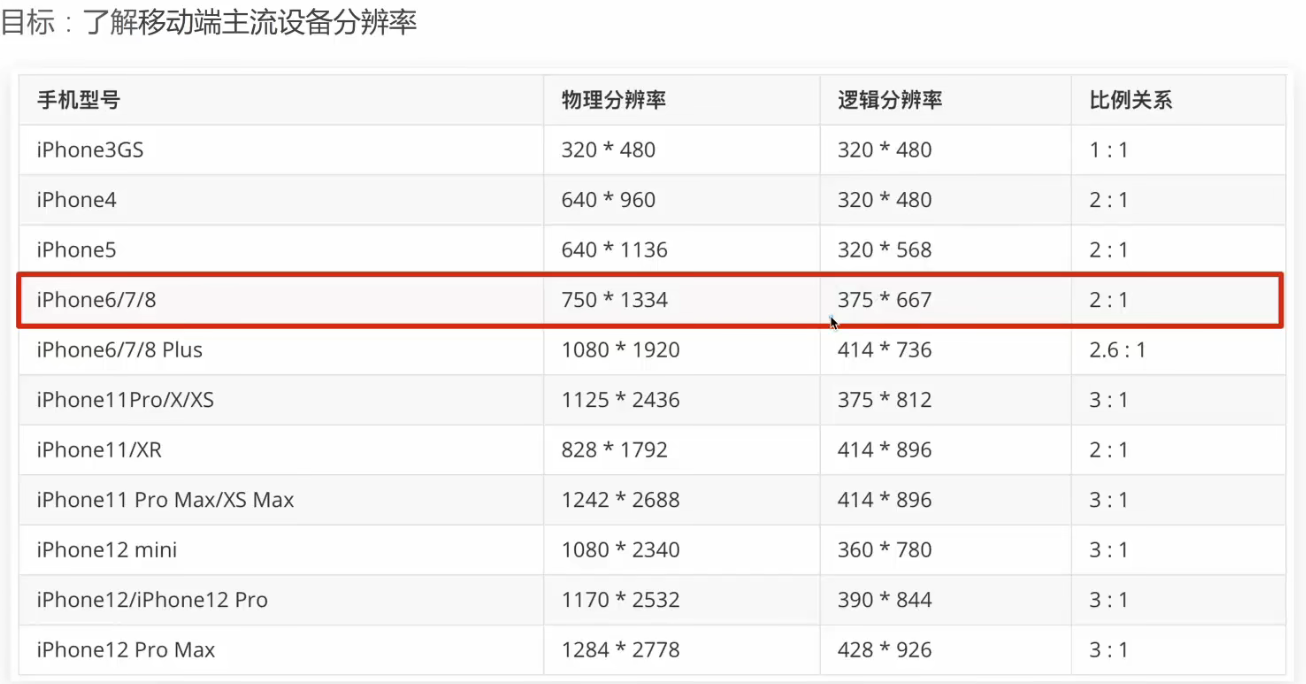 目标：了解移动端主流设备分辨率
手机型号 物理分辨率 逻辑分辨率 比例关系
iPhone3GS 320 * 480 320 * 480 1 : 1
iPhone4 640 * 960 320 * 480 2 : 1
iPhone5 640 * 1136 320 * 568 2 : 1
iPhone6/7/8 750 * 1334 375 * 667 2 : 1
iPhone6/7/8 Plus 1080 * 1920 414 * 736 2.6 : 1
iPhone11Pro/X/XS 1125 * 2436 375 * 812 3 : 1
iPhone11/XR 828 * 1792 414 * 896 2 : 1
iPhone11 Pro Max/XS Max 1242 * 2688 414 * 896 3 : 1
iPhone12 mini 1080 * 2340 360 * 780 3 : 1
iPhone12/iPhone12 Pro 1170 * 2532 390 * 844 3 : 1
iPhone12 Pro Max 1284 * 2778 428 * 926 3 : 1